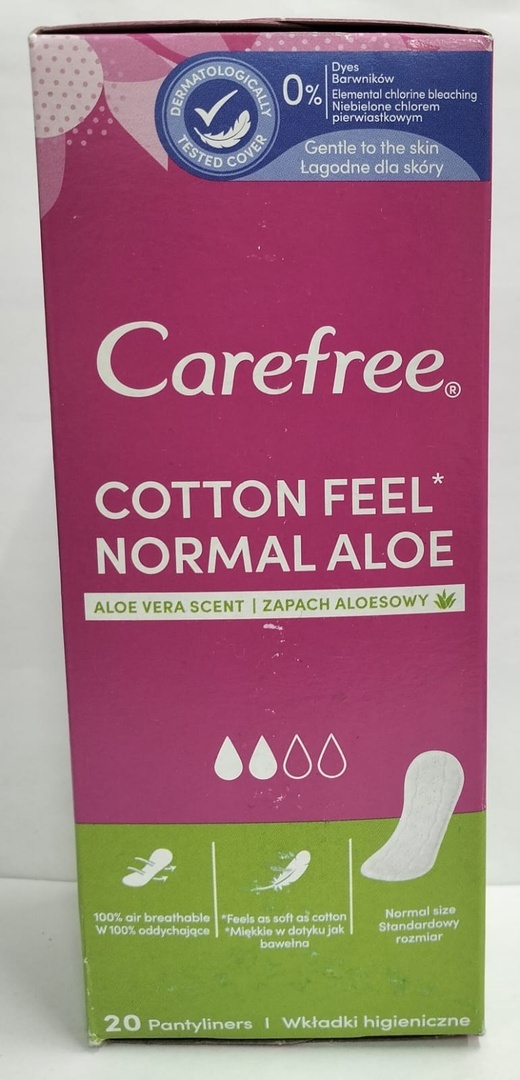 DERMATOLOGICALLY
TESTED COVER
0%
Dyes
Barwników
Elemental chlorine bleaching
Niebielone chlorem
pierwiastkowym
Gentle to the skin
Łagodne dla skóry
Carefree®
COTTON FEEL*
NORMAL ALOE
ALOE VERA SCENT | ZAPACH ALOESOWY
100% air breathable
W 100% oddychające
*Feels as soft as cotton
*Miękkie w dotyku jak
bawełna
Normal size
Standardowy
rozmiar
20 Pantyliners | Wkładki higieniczne